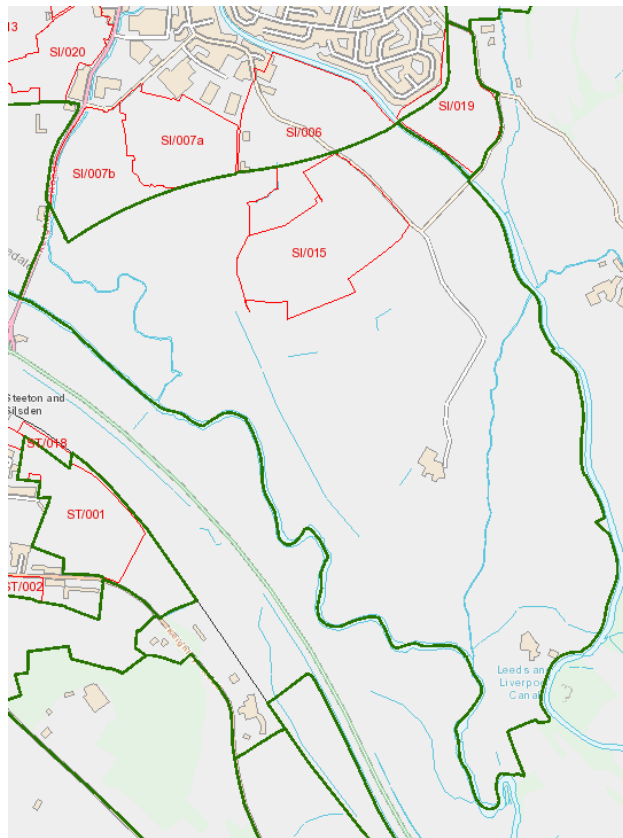 13
SI/020
SI/019
SI/006
SI/007a
SI/007b
SI/015
Steeton and
Silsden
ST/018
ST/001
ST/002
Leeds an
Liverpoo
Canal